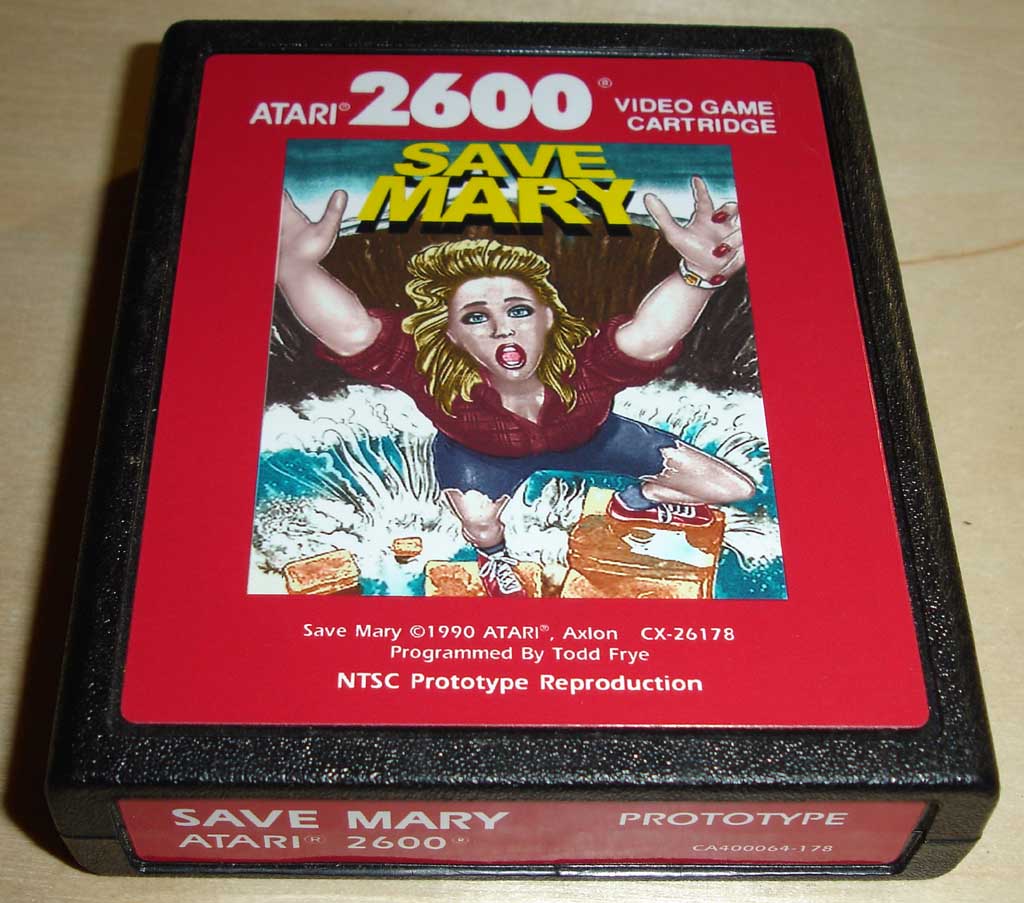 ATARI® 2600® VIDEO GAME
CARTRIDGE
SAVE
MARY
Save Mary ©1990 ATARI®, Axlon CX-26178
Programmed By Todd Frye
NTSC Prototype Reproduction
SAVE MARY PROTOTYPE
ATARI® 2600® CA400064-178